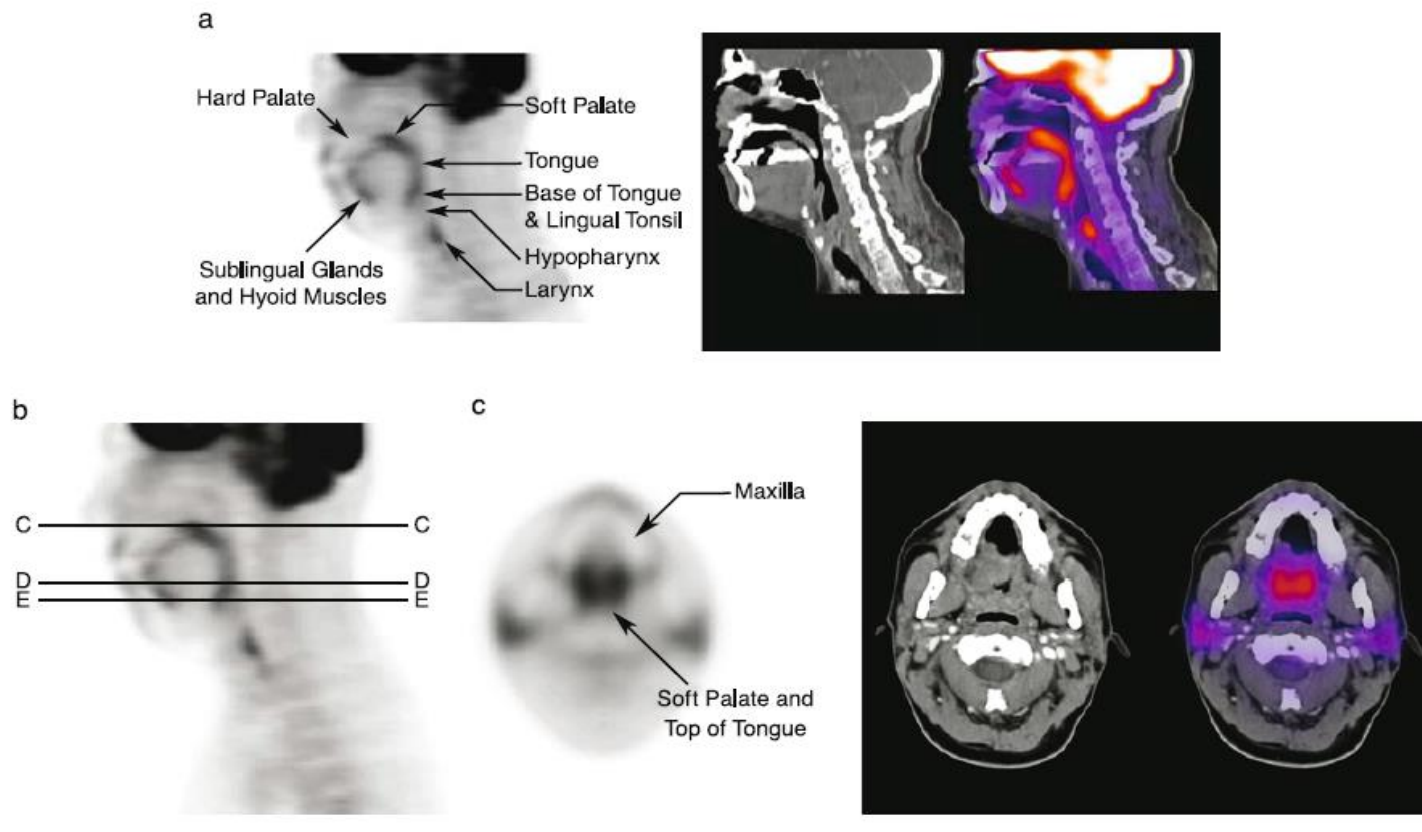 a
Hard Palate
Soft Palate
Tongue
Base of Tongue
& Lingual Tonsil
Hypopharynx
Larynx
Sublingual Glands
and Hyoid Muscles
b
C
C
D
D
E
E
c
Maxilla
Soft Palate and
Top of Tongue